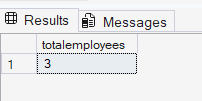 Results Messages
totalemployees
1 3